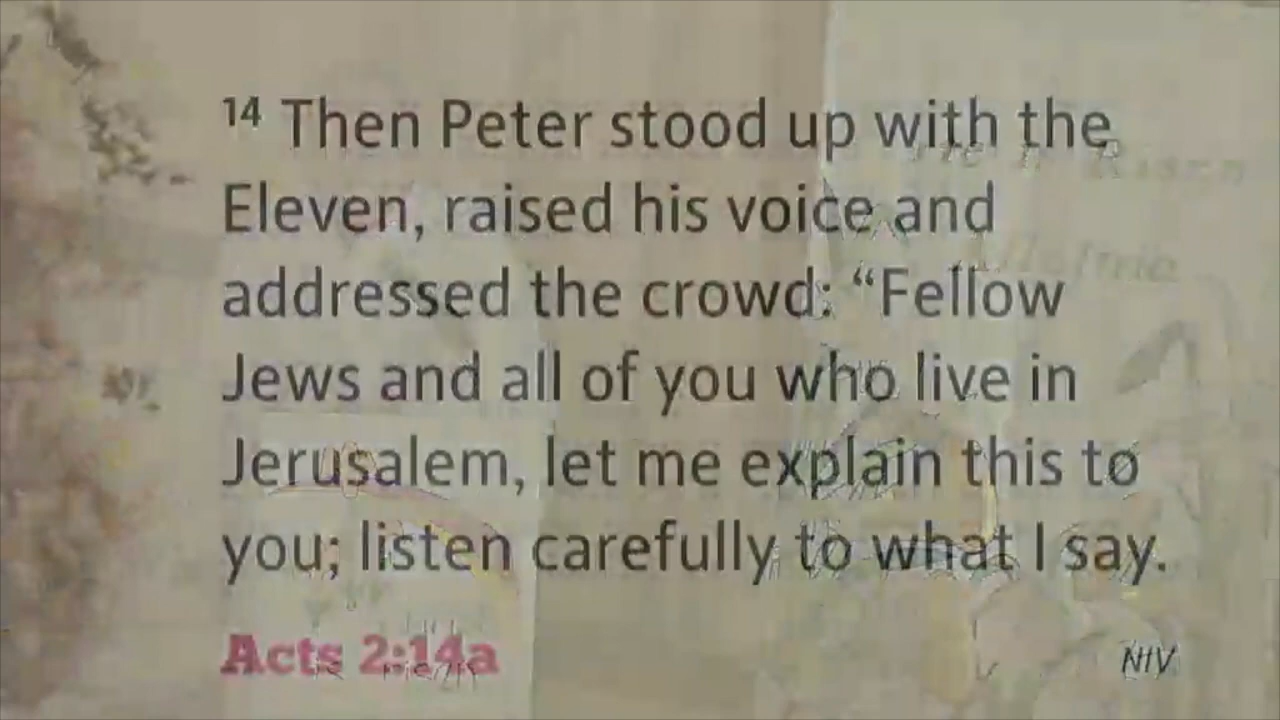 14 Then Peter stood up with the
Eleven, raised his voice and
addressed the crowd: “Fellow
Jews and all of you who live in
Jerusalem, let me explain this to
you; listen carefully to what I say.
Acts 2:14a
NIV
Risen